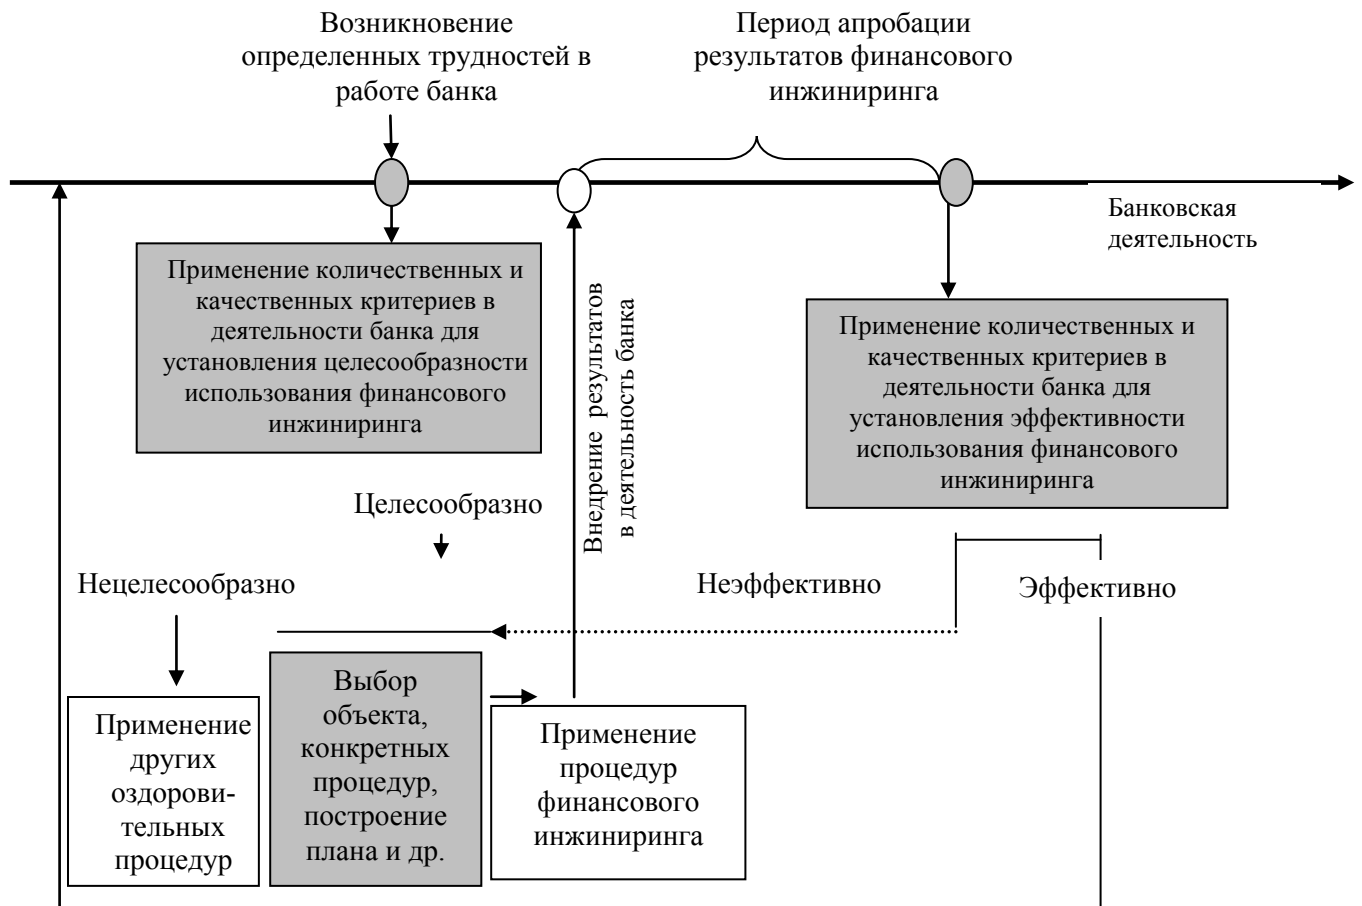 Возникновение
определенных трудностей в
работе банка
Период апробации
результатов финансового
инжиниринга
Банковская
деятельность
Применение количественных и
качественных критериев в
деятельности банка для
установления целесообразности
использования финансового
инжиниринга
Внедрение результатов
в деятельность банка
Применение количественных и
качественных критериев в
деятельности банка для
установления эффективности
использования финансового
инжиниринга
Целесообразно
Нецелесообразно
Неэффективно
Эффективно
Применение
других
оздорови-
тельных
процедур
Выбор
объекта,
конкретных
процедур,
построение
плана и др.
Применение
процедур
финансового
инжиниринга